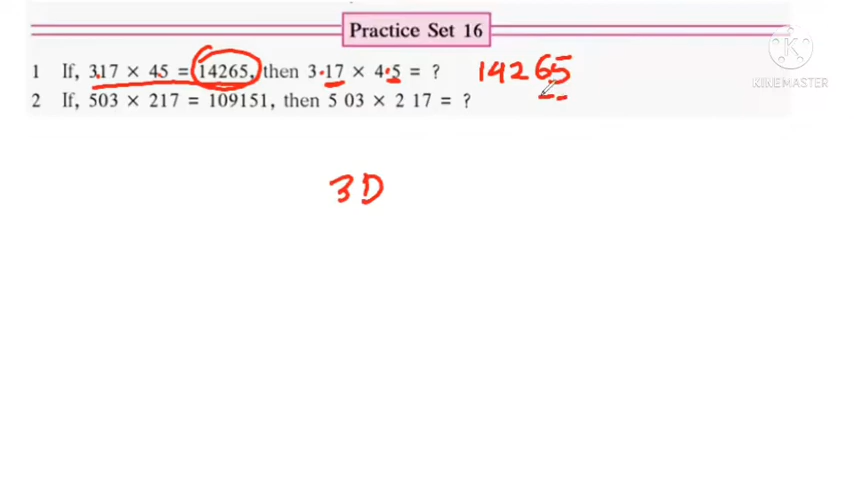 Practice Set 16
1 If, 317 × 45 = 14265, then 3·17 × 4·5 = ? 14265
2 If, 503 × 217 = 109151, then 5 03 × 2 17 = ?
K
KINEMASTER
3D